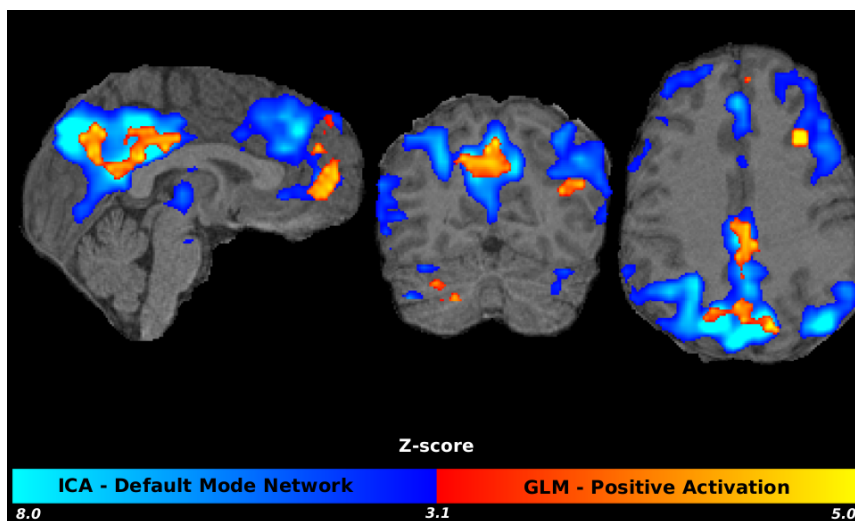 Z-score
ICA - Default Mode Network GLM - Positive Activation
8.0 3.1 5.0